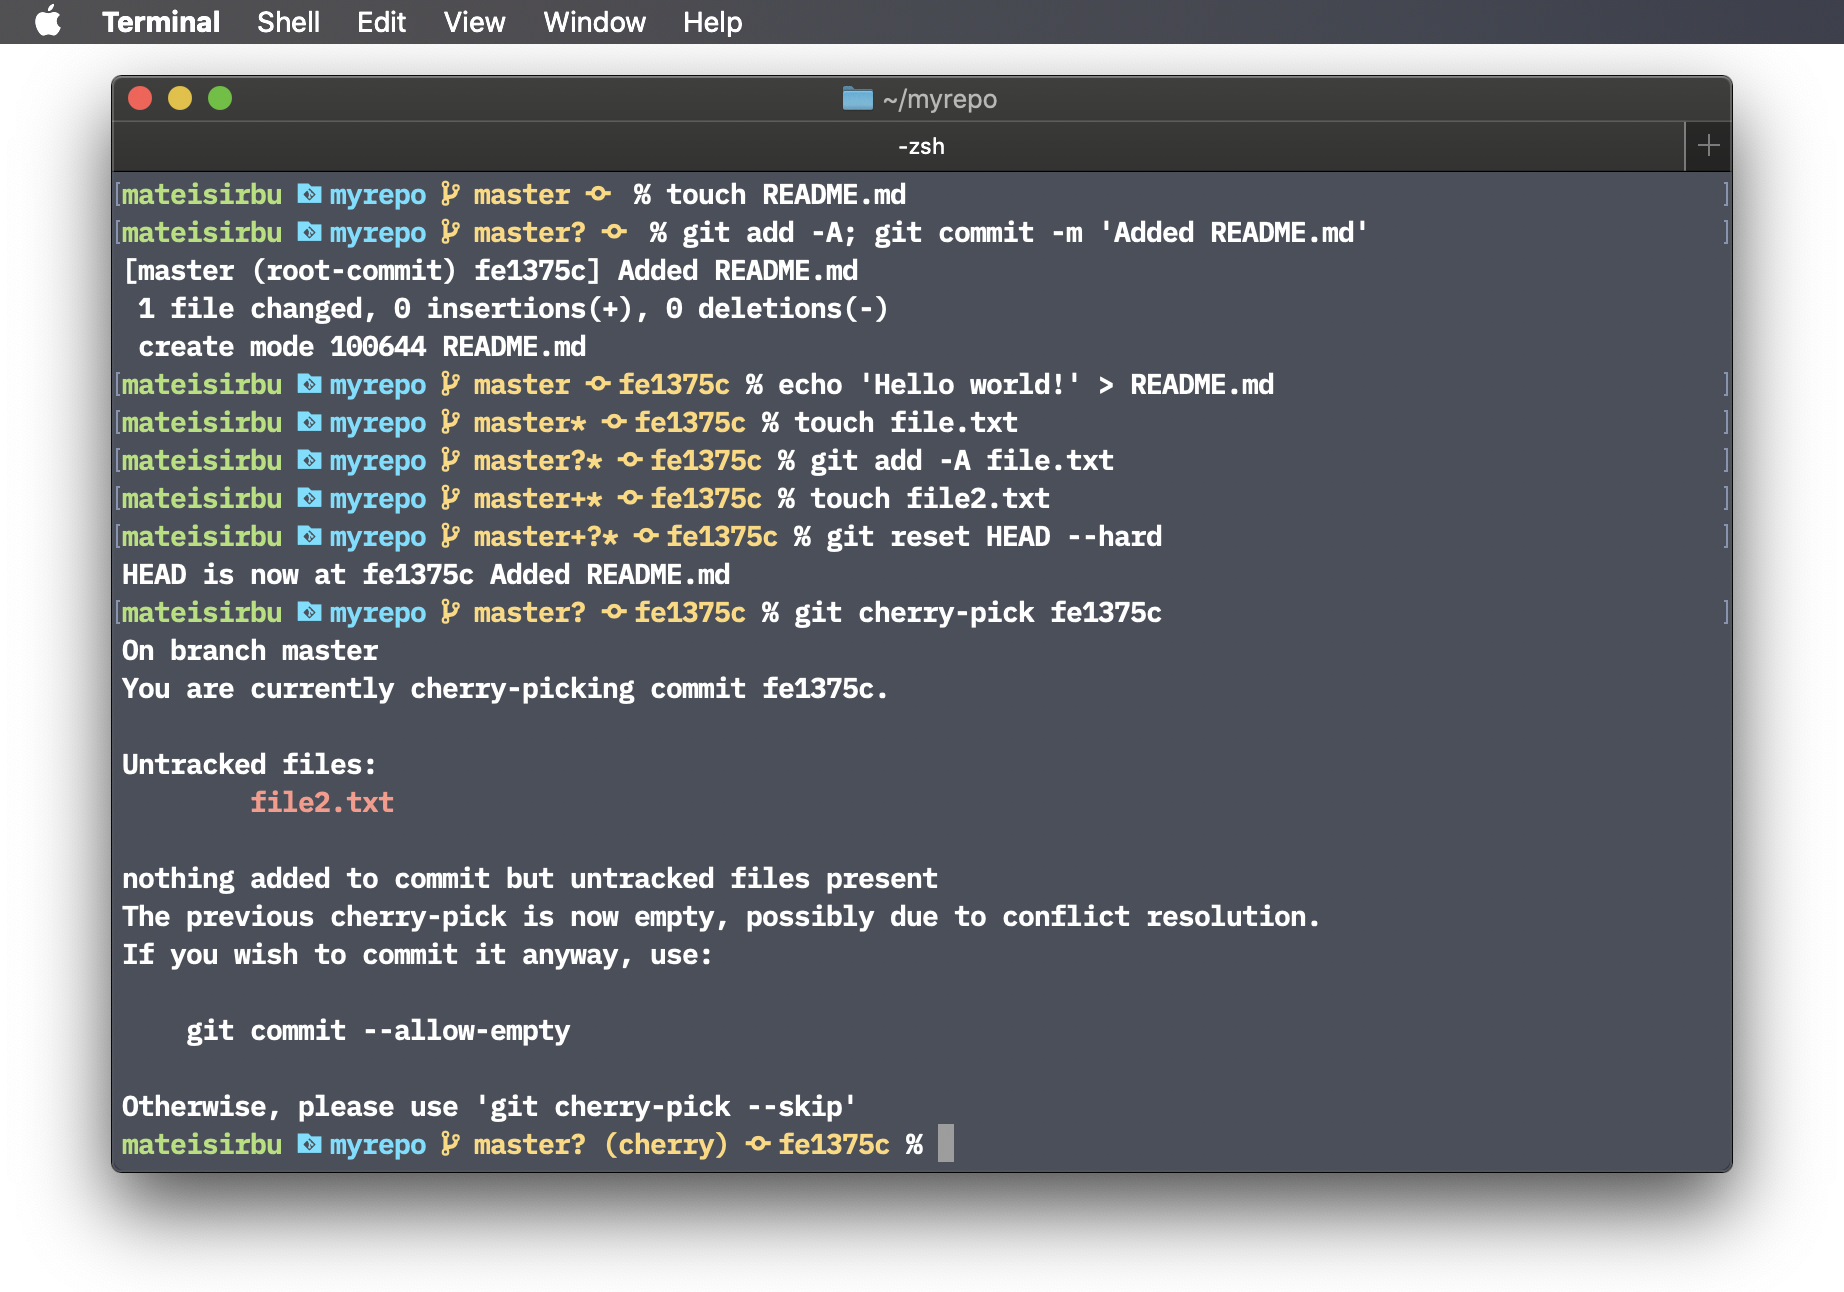 Terminal Shell Edit View Window Help
~/myrepo
-zsh
mateisirbu myrepo master % touch README.md
mateisirbu myrepo master? % git add -A; git commit -m 'Added README.md'
[master (root-commit) fe1375c] Added README.md
1 file changed, 0 insertions(+), 0 deletions(-)
create mode 100644 README.md
mateisirbu myrepo master fe1375c % echo 'Hello world!' > README.md
mateisirbu myrepo master* fe1375c % touch file.txt
mateisirbu myrepo master?* fe1375c % git add -A file.txt
mateisirbu myrepo master+* fe1375c % touch file2.txt
mateisirbu myrepo master+?* fe1375c % git reset HEAD --hard
HEAD is now at fe1375c Added README.md
mateisirbu myrepo master? fe1375c % git cherry-pick fe1375c
On branch master
You are currently cherry-picking commit fe1375c.
Untracked files:
file2.txt
nothing added to commit but untracked files present
The previous cherry-pick is now empty, possibly due to conflict resolution.
If you wish to commit it anyway, use:
git commit --allow-empty
Otherwise, please use 'git cherry-pick --skip'
mateisirbu myrepo master? (cherry) fe1375c %